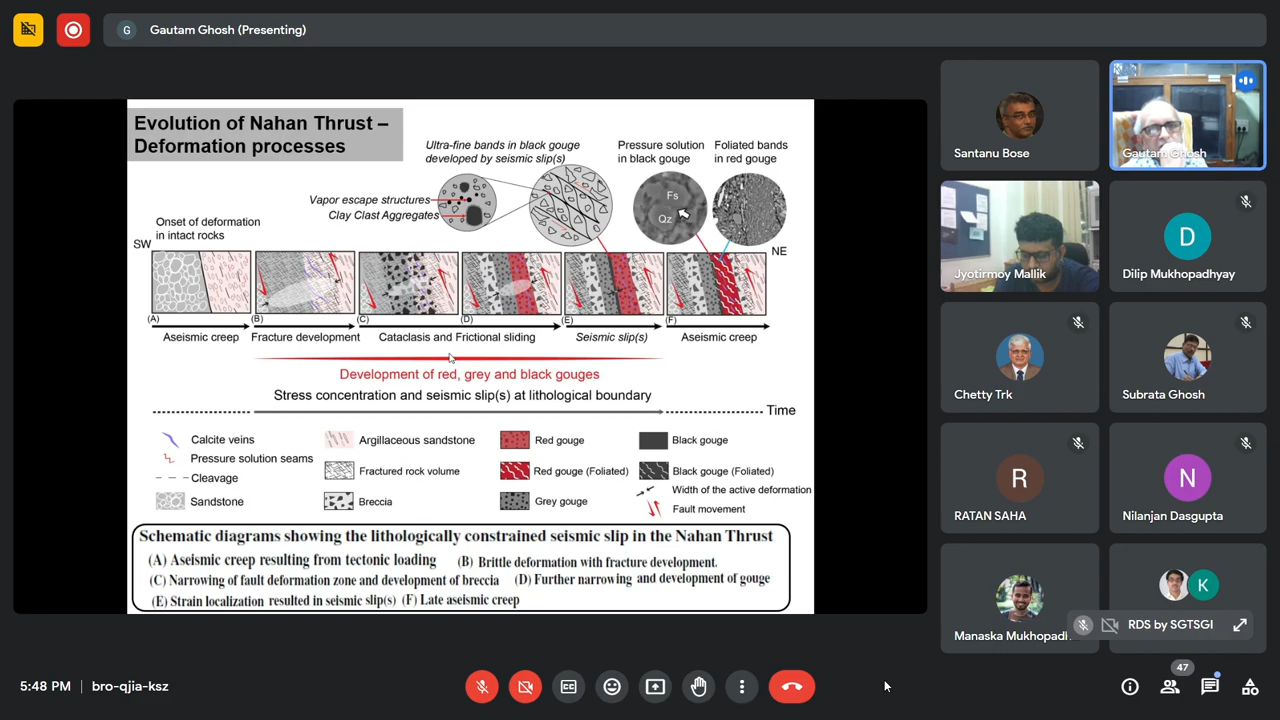 G Gautam Ghosh (Presenting)
Evolution of Nahan Thrust –
Deformation processes
Ultra-fine bands in black gouge
developed by seismic slip(s)
Pressure solution
in black gouge
Foliated bands
in red gouge
Vapor escape structures
Clay Clast Aggregates
Fs
Qz
Onset of deformation
in intact rocks
SW
NE
(A)
(B)
(C)
(D)
(E)
(F)
Aseismic creep
Fracture development
Cataclasis and Frictional sliding
Seismic slip(s)
Aseismic creep
Development of red, grey and black gouges
Stress concentration and seismic slip(s) at lithological boundary
Time
Calcite veins
Pressure solution seams
Cleavage
Sandstone
Argillaceous sandstone
Fractured rock volume
Breccia
Red gouge
Red gouge (Foliated)
Grey gouge
Black gouge
Black gouge (Foliated)
Width of the active deformation
Fault movement
Schematic diagrams showing the lithologically constrained seismic slip in the Nahan Thrust
(A) Aseismic creep resulting from tectonic loading (B) Brittle deformation with fracture development.
(C) Narrowing of fault deformation zone and development of breccia (D) Further narrowing and development of gouge
(E) Strain localization resulted in seismic slip(s) (F) Late aseismic creep
Santanu Bose
Gautam Ghosh
Jyotirmoy Mallik
D
Dilip Mukhopadhyay
Chetty Trk
Subrata Ghosh
R
RATAN SAHA
N
Nilanjan Dasgupta
Manaska Mukhopadh
K
RDS by SGTSGI
5:48 PM bro-qjia-ksz
47